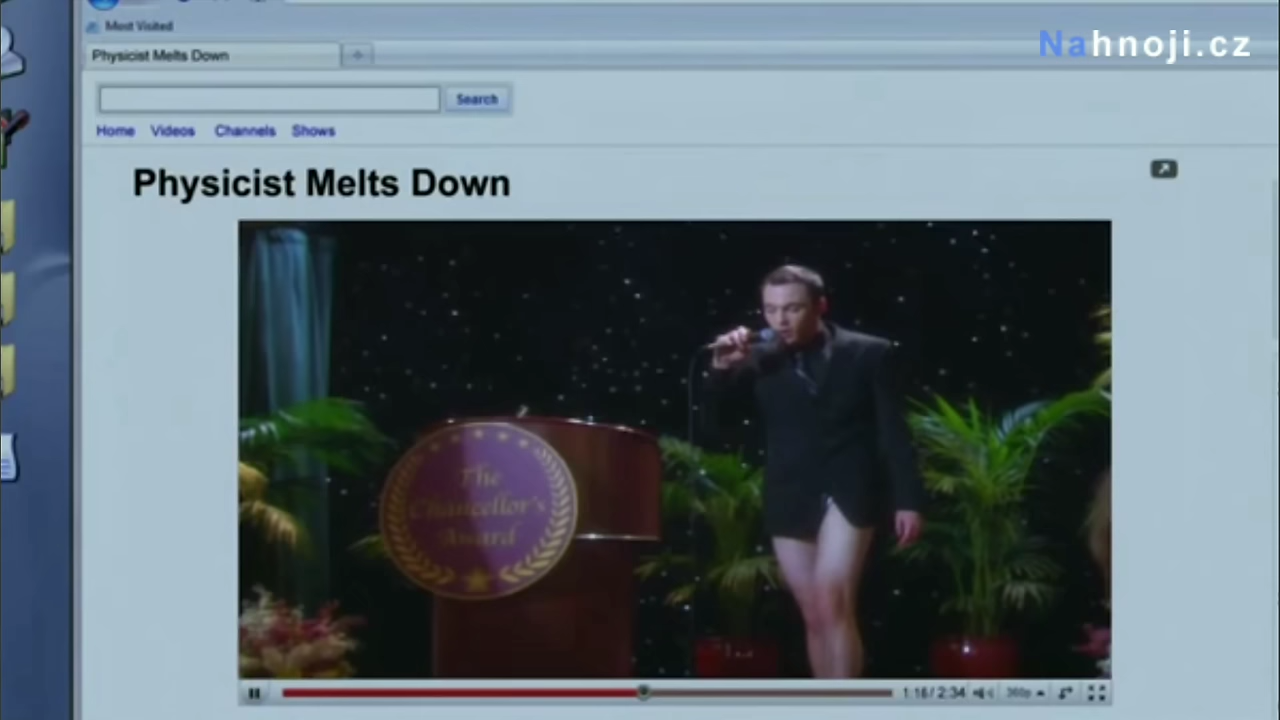 Most Visited
Nahnoji.cz
Physicist Melts Down
Search
Home Videos Channels Shows
Physicist Melts Down
The
Chancellor's
Award
1:16 / 2:34 360p